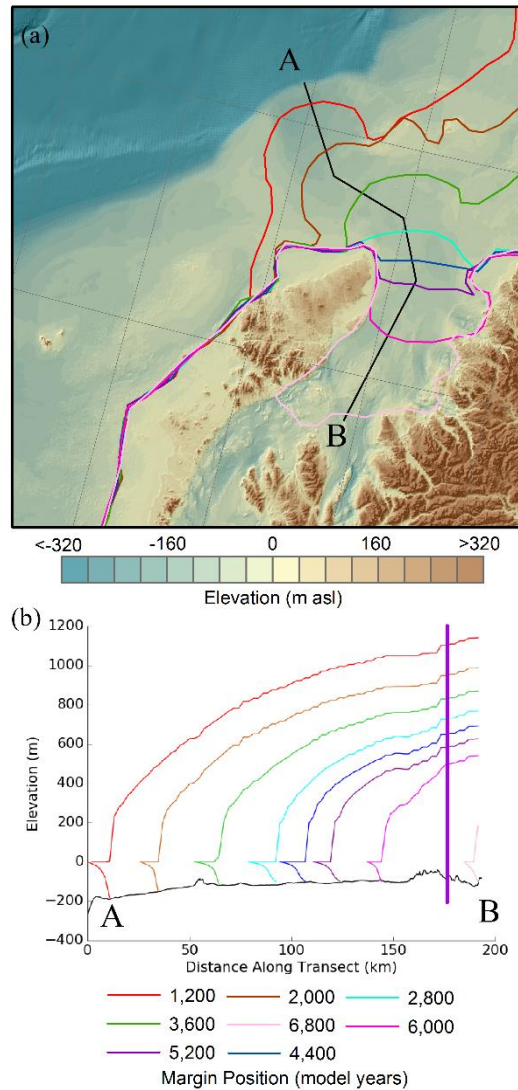 (a)
A
B
<-320 -160 0 160 >320
Elevation (m asl)
(b)
1200
1000
800
600
400
200
0
−200
−400
Elevation (m)
A
B
0 50 100 150 200
Distance Along Transect (km)
1,200 2,000 2,800
3,600 6,800 6,000
5,200 4,400
Margin Position (model years)